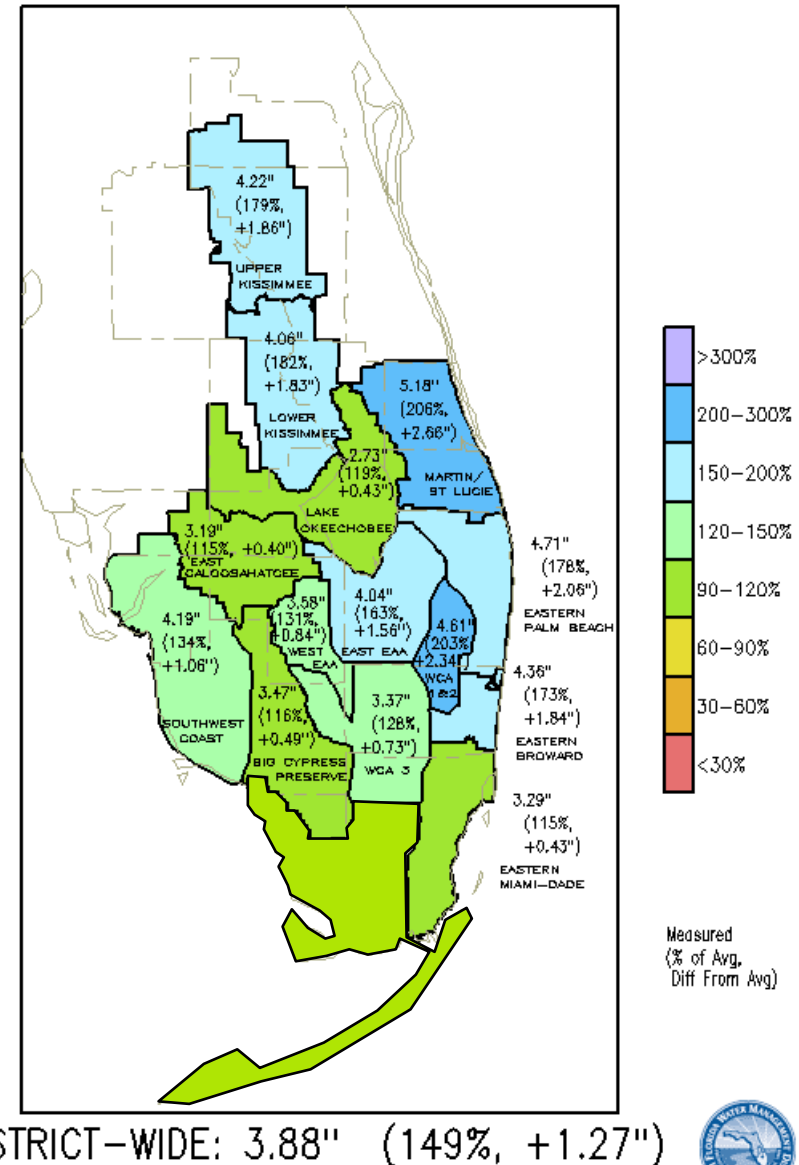 4.22"
(179%,
+1.86")
UPPER
KISSIMMEE
4.06"
(182%,
+1.83")
LOWER
KISSIMMEE
5.18"
(206%,
+2.66")
MARTIN/
ST LUCIE
2.73"
(119%,
+0.43")
LAKE
OKEECHOBEE
3.19"
(115%, +0.40")
EAST
CALOOSAHATCEE
4.71"
(178%,
+2.06")
EASTERN
PALM BEACH
4.19"
(134%,
+1.06")
SOUTHWEST
COAST
3.58"
(131%,
+0.84")
WEST
EAA
4.04"
(163%,
+1.56")
EAST EAA
4.61"
(203%,
+2.34"
WCA
1&2
4.36"
(173%,
+1.84")
EASTERN
BROWARD
3.47"
(116%,
+0.49")
BIG CYPRESS
PRESERVE
3.37"
(128%,
+0.73")
WCA 3
3.29"
(115%,
+0.43")
EASTERN
MIAMI-DADE
>300%
200-300%
150-200%
120-150%
90-120%
60-90%
30-60%
<30%
Measured
(% of Avg,
Diff From Avg)
STRICT-WIDE: 3.88" (149%, +1.27")
FLORIDA WATER MANAGEMENT D